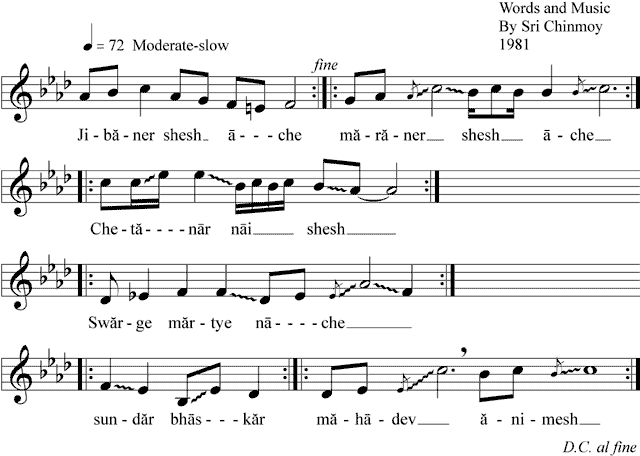 Words and Music
By Sri Chinmoy
1981
= 72 Moderate-slow
fine
Ji - bă - ner shesh ā - - - che mă - ră - ner shesh ā - che
Che - tā - - - - nār nāi shesh
Swăr - ge măr - tye nā - - - - che
sun - dăr bhās - - - kăr mă - hā - dev ă - ni - mesh
D.C. al fine